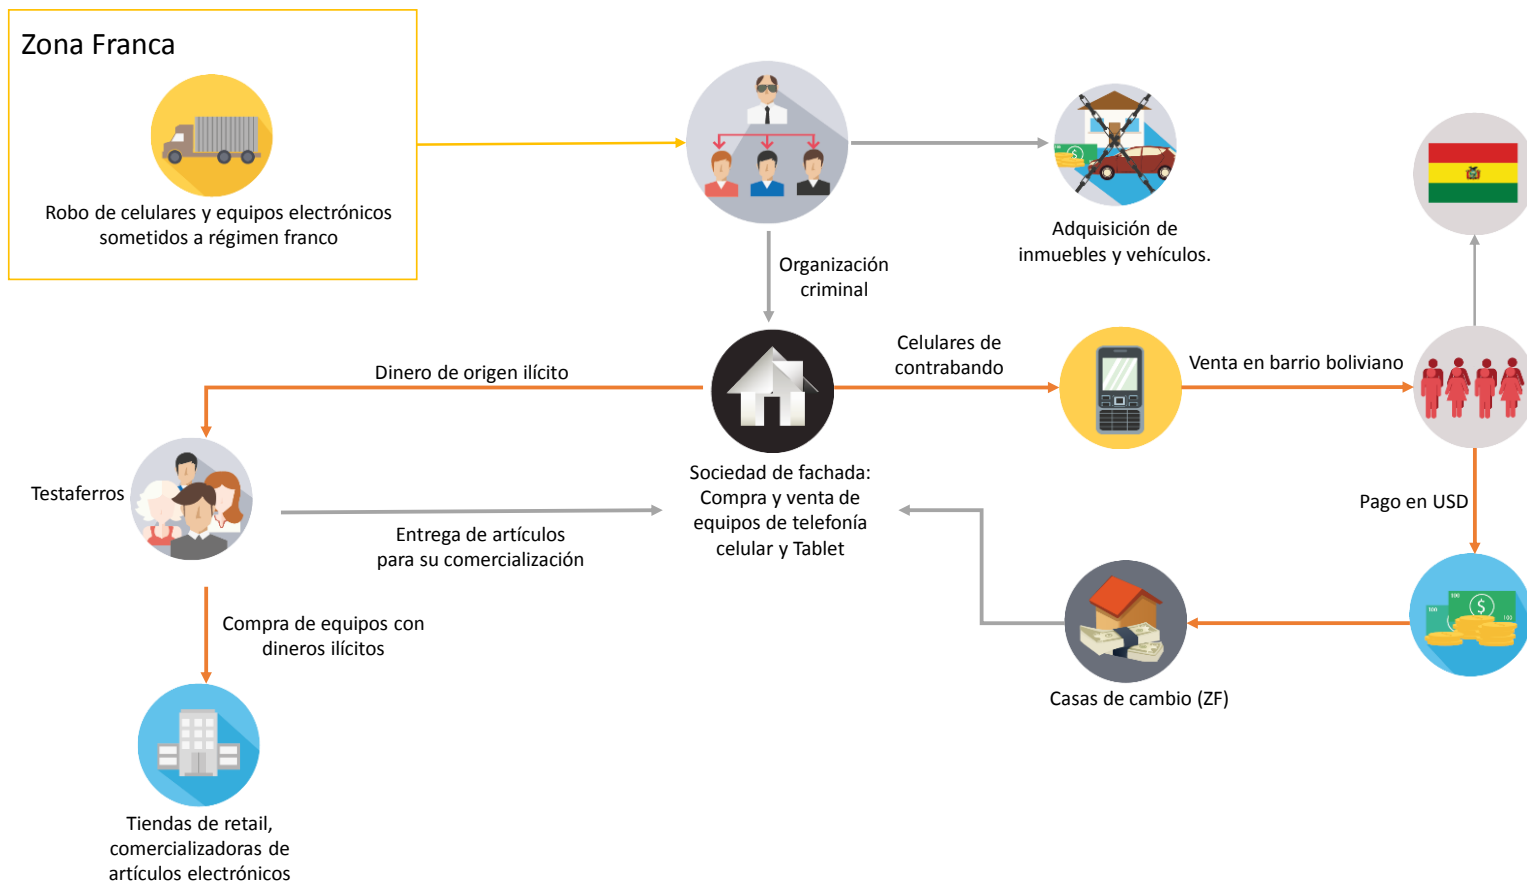 Zona Franca
Robo de celulares y equipos electrónicos
sometidos a régimen franco
Adquisición de
inmuebles y vehículos.
Organización
criminal
Dinero de origen ilícito
Celulares de
contrabando
Venta en barrio boliviano
Testaferros
Entrega de artículos
para su comercialización
Sociedad de fachada:
Compra y venta de
equipos de telefonía
celular y Tablet
Pago en USD
Compra de equipos con
dineros ilícitos
Casas de cambio (ZF)
Tiendas de retail,
comercializadoras de
artículos electrónicos